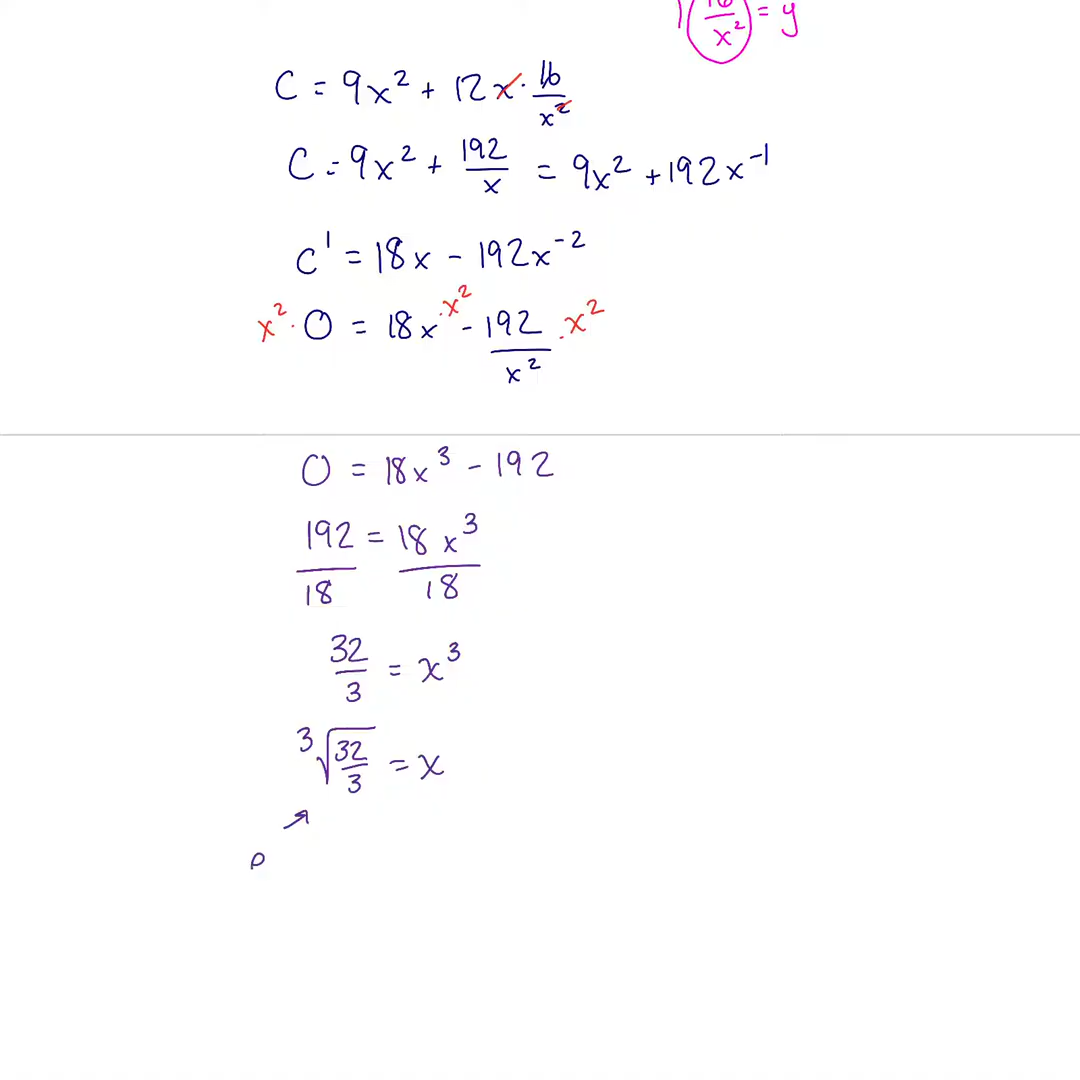 16/x² = y
C = 9x² + 12x · 16/x²
C = 9x² + 192/x = 9x² + 192x⁻¹
C' = 18x - 192x⁻²
x² · 0 = 18x · x² - 192/x² · x²
0 = 18x³ - 192
192/18 = 18x³/18
32/3 = x³
³√(32/3) = x